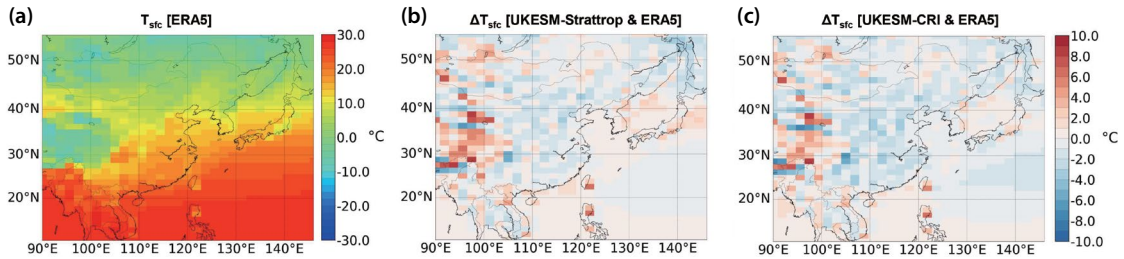 (a)
T_sfc [ERA5]
50°N
40°N
30°N
20°N
90°E 100°E 110°E 120°E 130°E 140°E
30.0
20.0
10.0
0.0
-10.0
-20.0
-30.0
°C
(b)
ΔT_sfc [UKESM-Strattrop & ERA5]
50°N
40°N
30°N
20°N
90°E 100°E 110°E 120°E 130°E 140°E
(c)
ΔT_sfc [UKESM-CRI & ERA5]
50°N
40°N
30°N
20°N
90°E 100°E 110°E 120°E 130°E 140°E
10.0
8.0
6.0
4.0
2.0
0.0
-2.0
-4.0
-6.0
-8.0
-10.0
°C